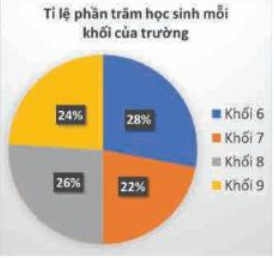 Tỉ lệ phần trăm học sinh mỗi
khối của trường
24%
28%
26%
22%
Khối 6
Khối 7
Khối 8
Khối 9